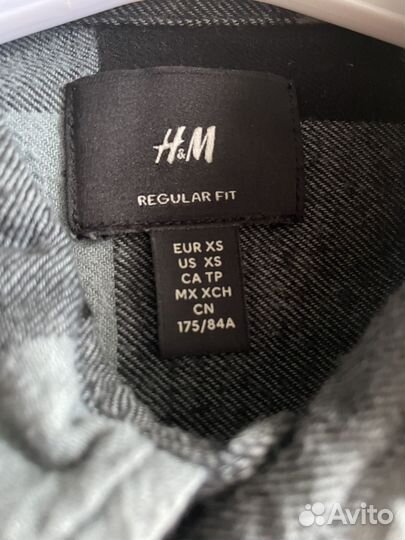 H&M
REGULAR FIT
EUR XS
US XS
CA TP
MX XCH
CN
175/84A
Avito